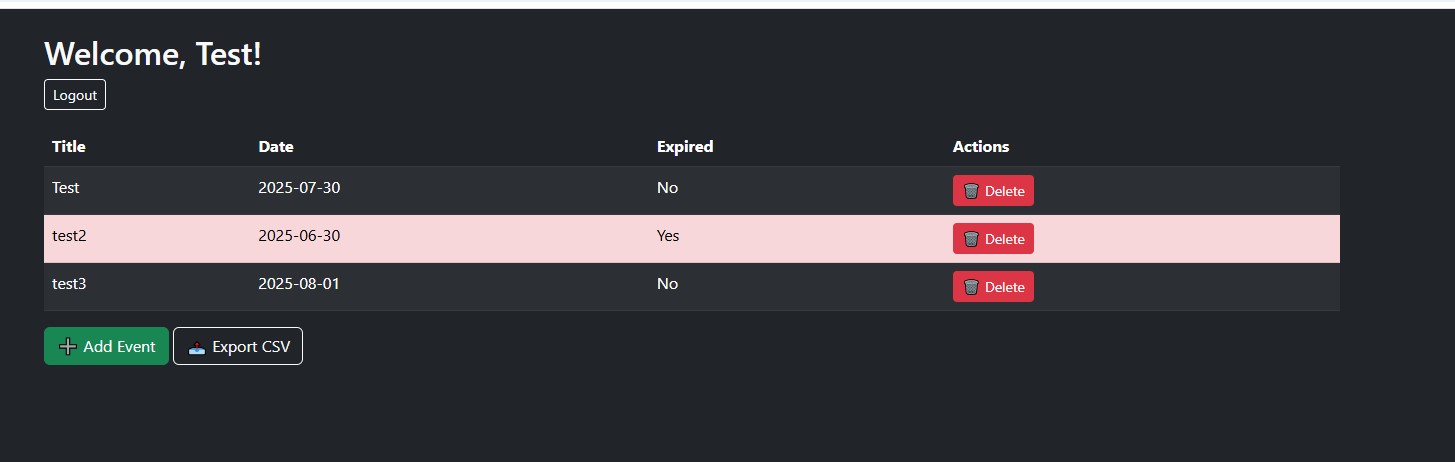 Welcome, Test!
Logout
Title Date Expired Actions
Test 2025-07-30 No Delete
test2 2025-06-30 Yes Delete
test3 2025-08-01 No Delete
Add Event Export CSV